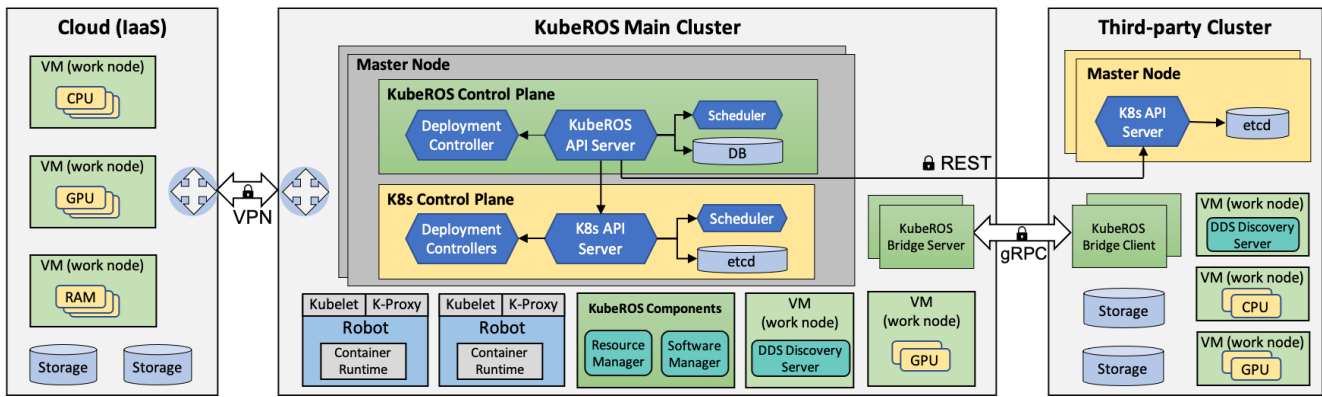 Cloud (IaaS)
VM (work node)
CPU
VM (work node)
GPU
VM (work node)
RAM
Storage
Storage
VPN
KubeROS Main Cluster
Master Node
KubeROS Control Plane
Deployment
Controller
KubeROS
API Server
Scheduler
DB
K8s Control Plane
Deployment
Controllers
K8s API
Server
Scheduler
etcd
Kubelet
K-Proxy
Robot
Container
Runtime
Kubelet
K-Proxy
Robot
Container
Runtime
KubeROS Components
Resource
Manager
Software
Manager
VM
(work node)
DDS Discovery
Server
VM
(work node)
GPU
KubeROS
Bridge Server
REST
gRPC
Third-party Cluster
Master Node
K8s API
Server
etcd
KubeROS
Bridge Client
VM (work node)
DDS Discovery
Server
Storage
VM (work node)
CPU
Storage
VM (work node)
GPU